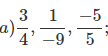 a) 3/4, 1/-9, -5/5;